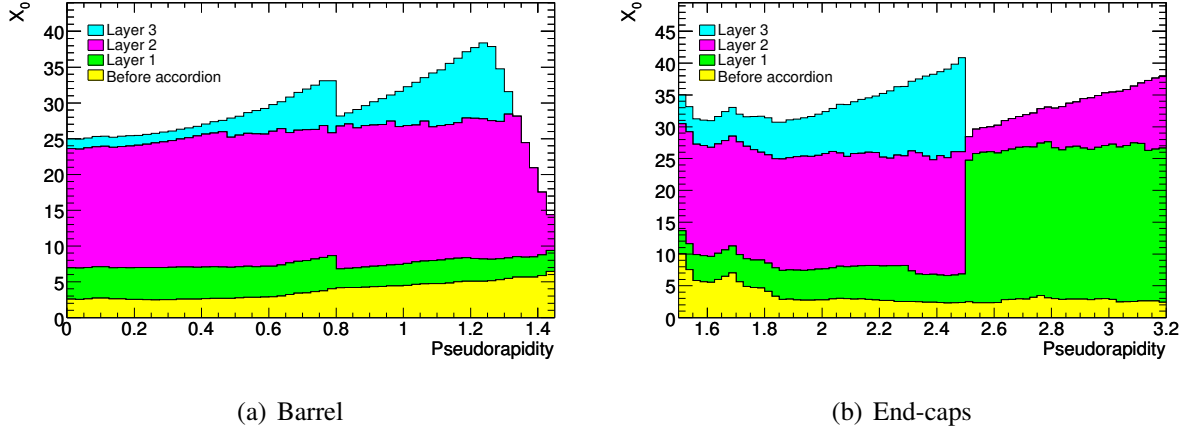 X0
40
35
30
25
20
15
10
5
0
Layer 3
Layer 2
Layer 1
Before accordion
0 0.2 0.4 0.6 0.8 1 1.2 1.4
Pseudorapidity
(a) Barrel
X0
45
40
35
30
25
20
15
10
5
0
Layer 3
Layer 2
Layer 1
Before accordion
1.6 1.8 2 2.2 2.4 2.6 2.8 3 3.2
Pseudorapidity
(b) End-caps